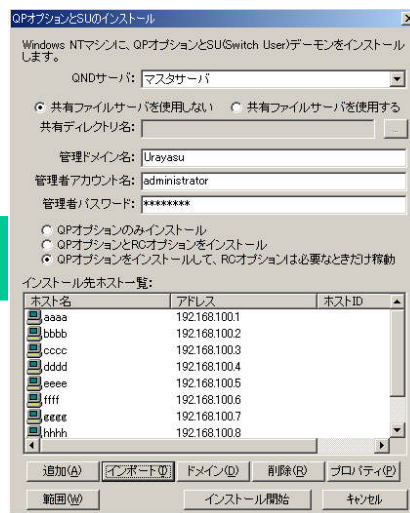 QPオプションとSUのインストール
Windows NTマシンに、QPオプションとSU(Switch User)デーモンをインストール
します。
QNDサーバ: マスタサーバ
共有ファイルサーバを使用しない 共有ファイルサーバを使用する
共有ディレクトリ名: ...
管理ドメイン名: Urayasu
管理者アカウント名: administrator
管理者パスワード: ********
QPオプションのみインストール
QPオプションとRCオプションをインストール
QPオプションをインストールして、RCオプションは必要なときだけ稼動
インストール先ホスト一覧:
ホスト名 アドレス ホストID
aaaa 192.168.100.1
bbbb 192.168.100.2
cccc 192.168.100.3
dddd 192.168.100.4
eeee 192.168.100.5
ffff 192.168.100.6
gggg 192.168.100.7
hhhh 192.168.100.8
追加(A) インポート(I) ドメイン(D) 削除(R) プロパティ(P)
範囲(W) インストール開始 キャンセル